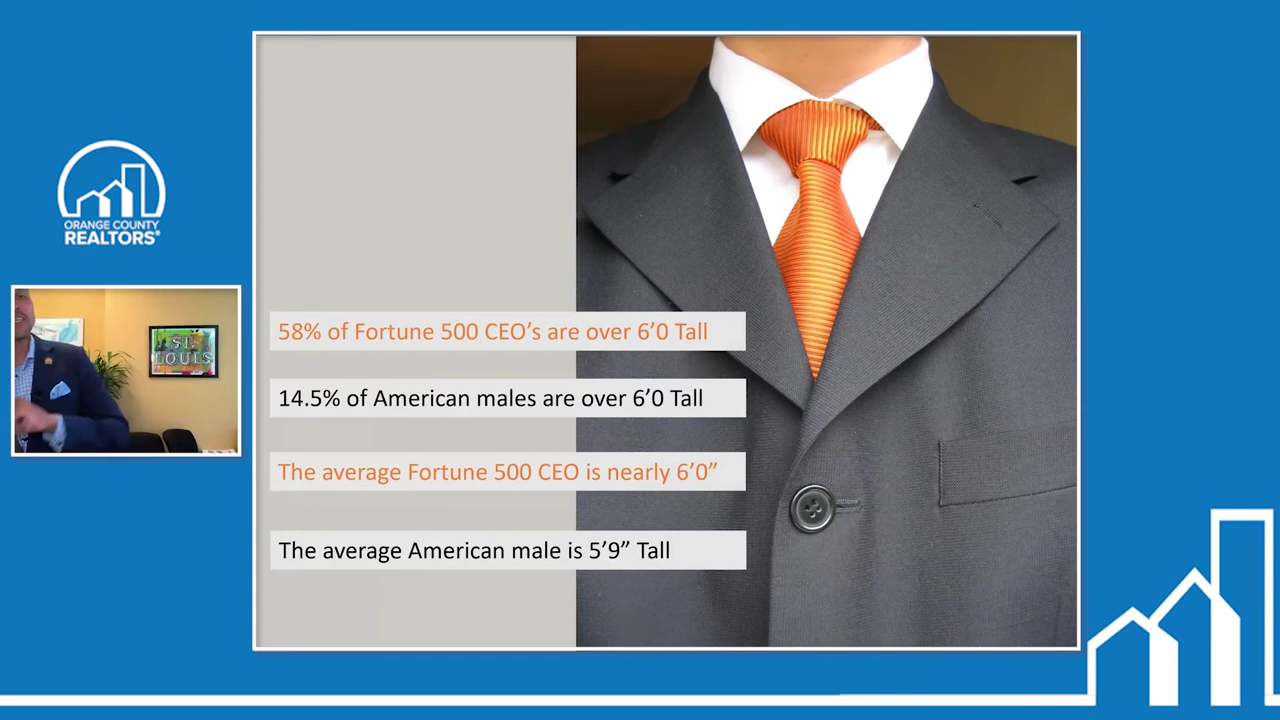 ORANGE COUNTY
REALTORS®
ST.
LOUIS
58% of Fortune 500 CEO’s are over 6’0 Tall
14.5% of American males are over 6’0 Tall
The average Fortune 500 CEO is nearly 6’0”
The average American male is 5’9” Tall